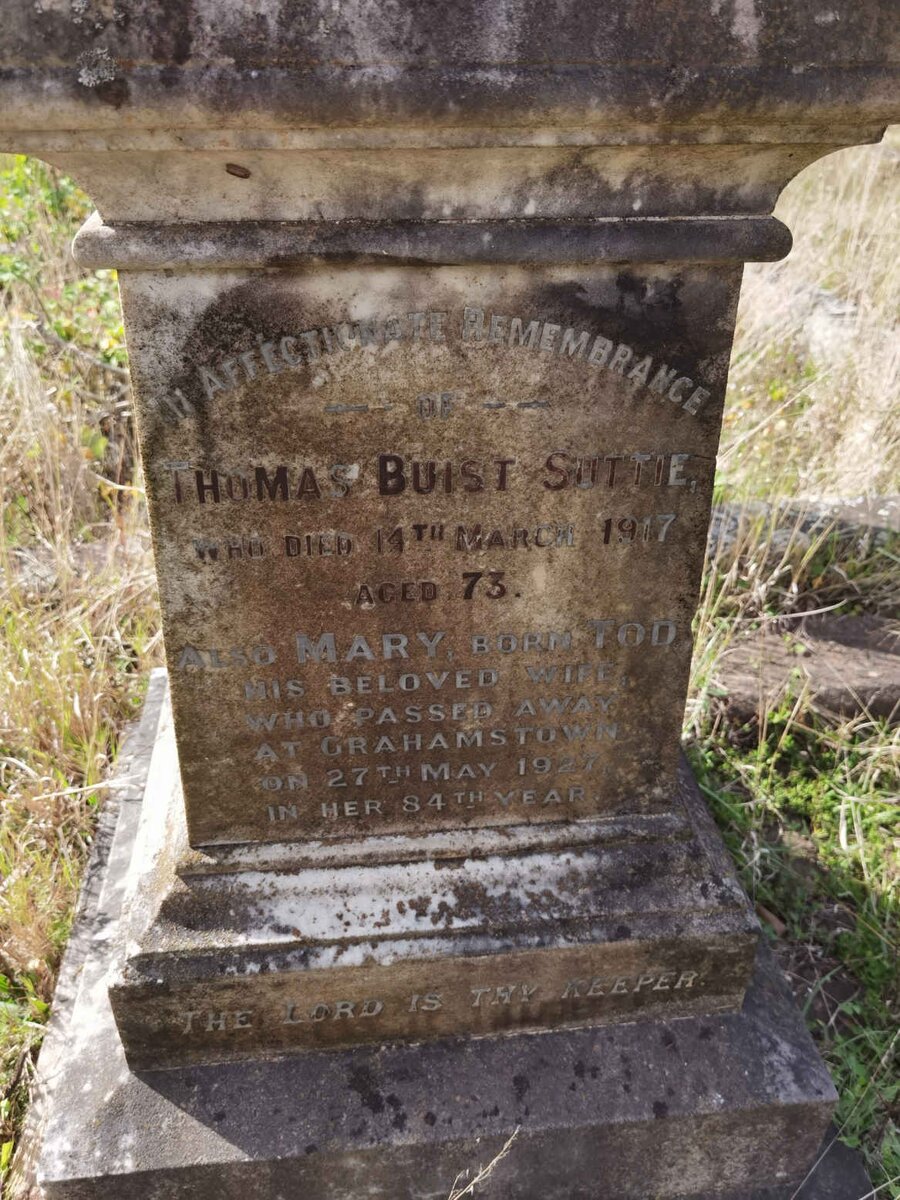 IN AFFECTIONATE REMEMBRANCE
OF
THOMAS BUIST SUTTIE,
WHO DIED 14TH MARCH 1917
AGED 73.
ALSO MARY, BORN TOD
HIS BELOVED WIFE,
WHO PASSED AWAY
AT GRAHAMSTOWN
ON 27TH MAY 1927,
IN HER 84TH YEAR
THE LORD IS THY KEEPER.